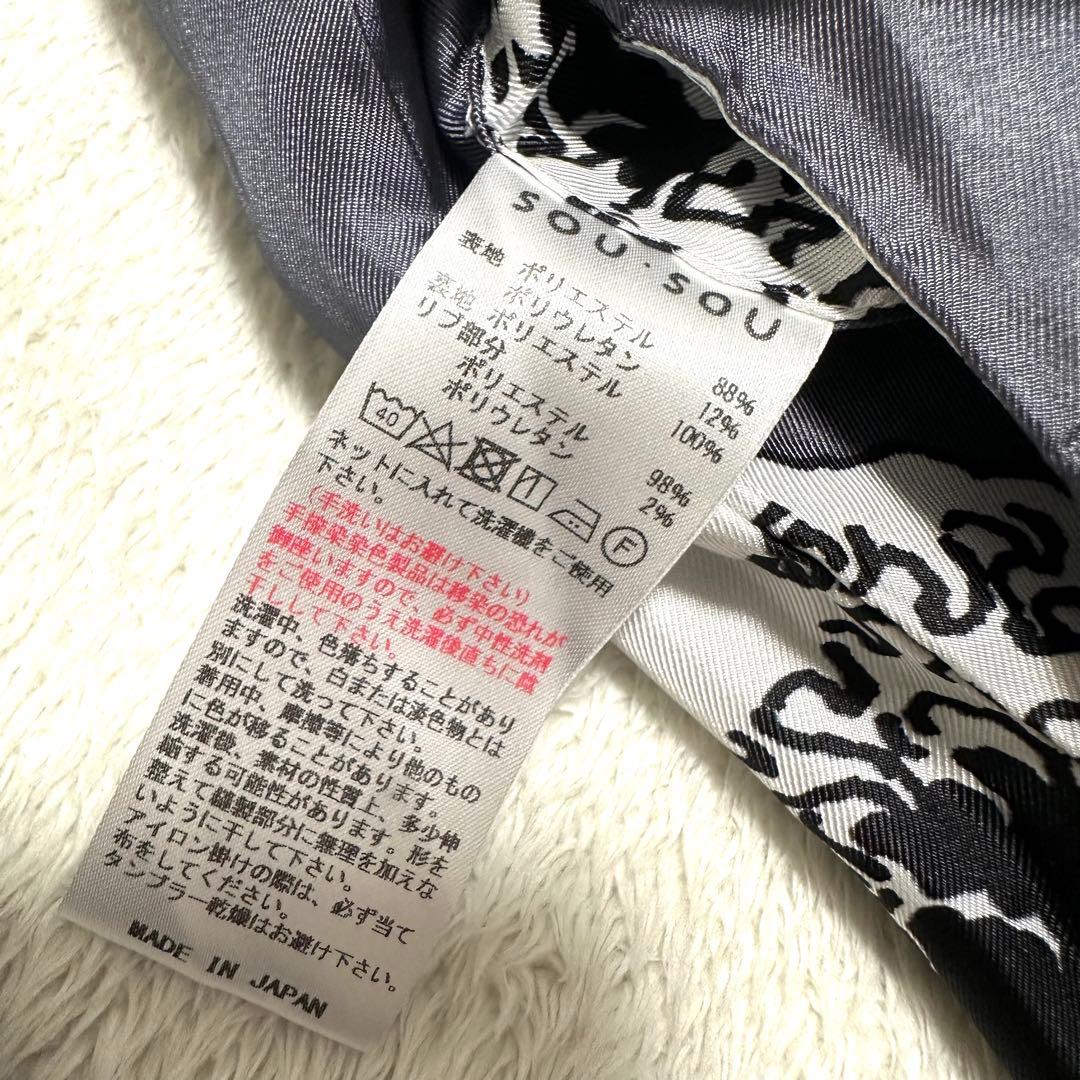 SOU・SOU
表地 ポリエステル 88%
ポリウレタン 12%
裏地 ポリエステル 100%
リブ部分
ポリエステル 98%
ポリウレタン 2%
40 F
ネットに入れて洗濯機をご使用
下さい。
(手洗いはお避け下さい)
手捺染染色製品は移染の恐れが
御座いますので、必ず中性洗剤
をご使用のうえ洗濯後直ちに陰
干しして下さい。
洗濯中、色落ちすることがあり
ますので、白または淡色物とは
別にして洗って下さい。
着用中、摩擦等により他のもの
に色が移ることがあります。
洗濯後、素材の性質上、多少伸
縮する可能性があります。形を
整えて縫製部分に無理を加えな
いように干して下さい。
アイロン掛けの際は、必ず当て
布をしてください。
タンブラー乾燥はお避け下さい。
MADE IN JAPAN